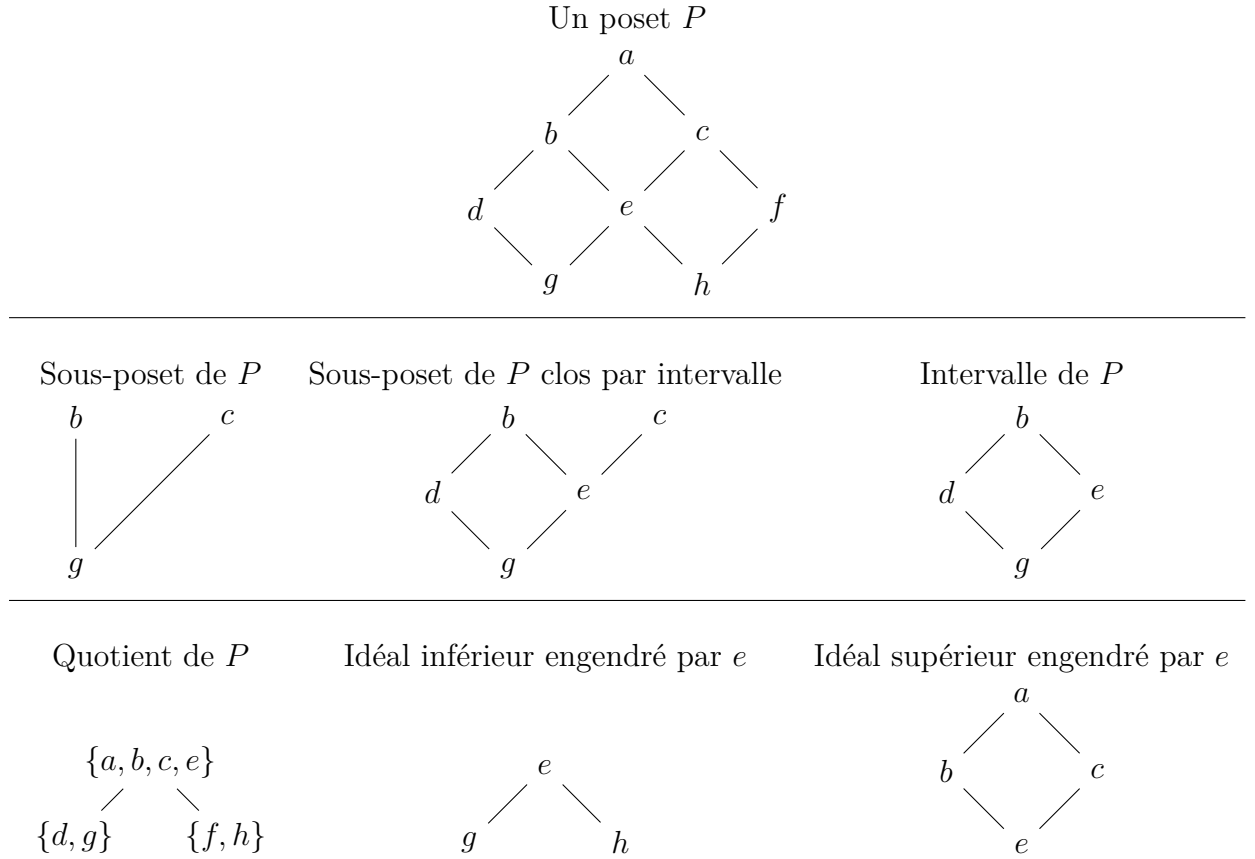 Un poset P
a
b c
d e f
g h
Sous-poset de P Sous-poset de P clos par intervalle Intervalle de P
b c b c b
d e d e
g g g
Quotient de P Idéal inférieur engendré par e Idéal supérieur engendré par e
a
{a, b, c, e} e b c
{d, g} {f, h} g h e